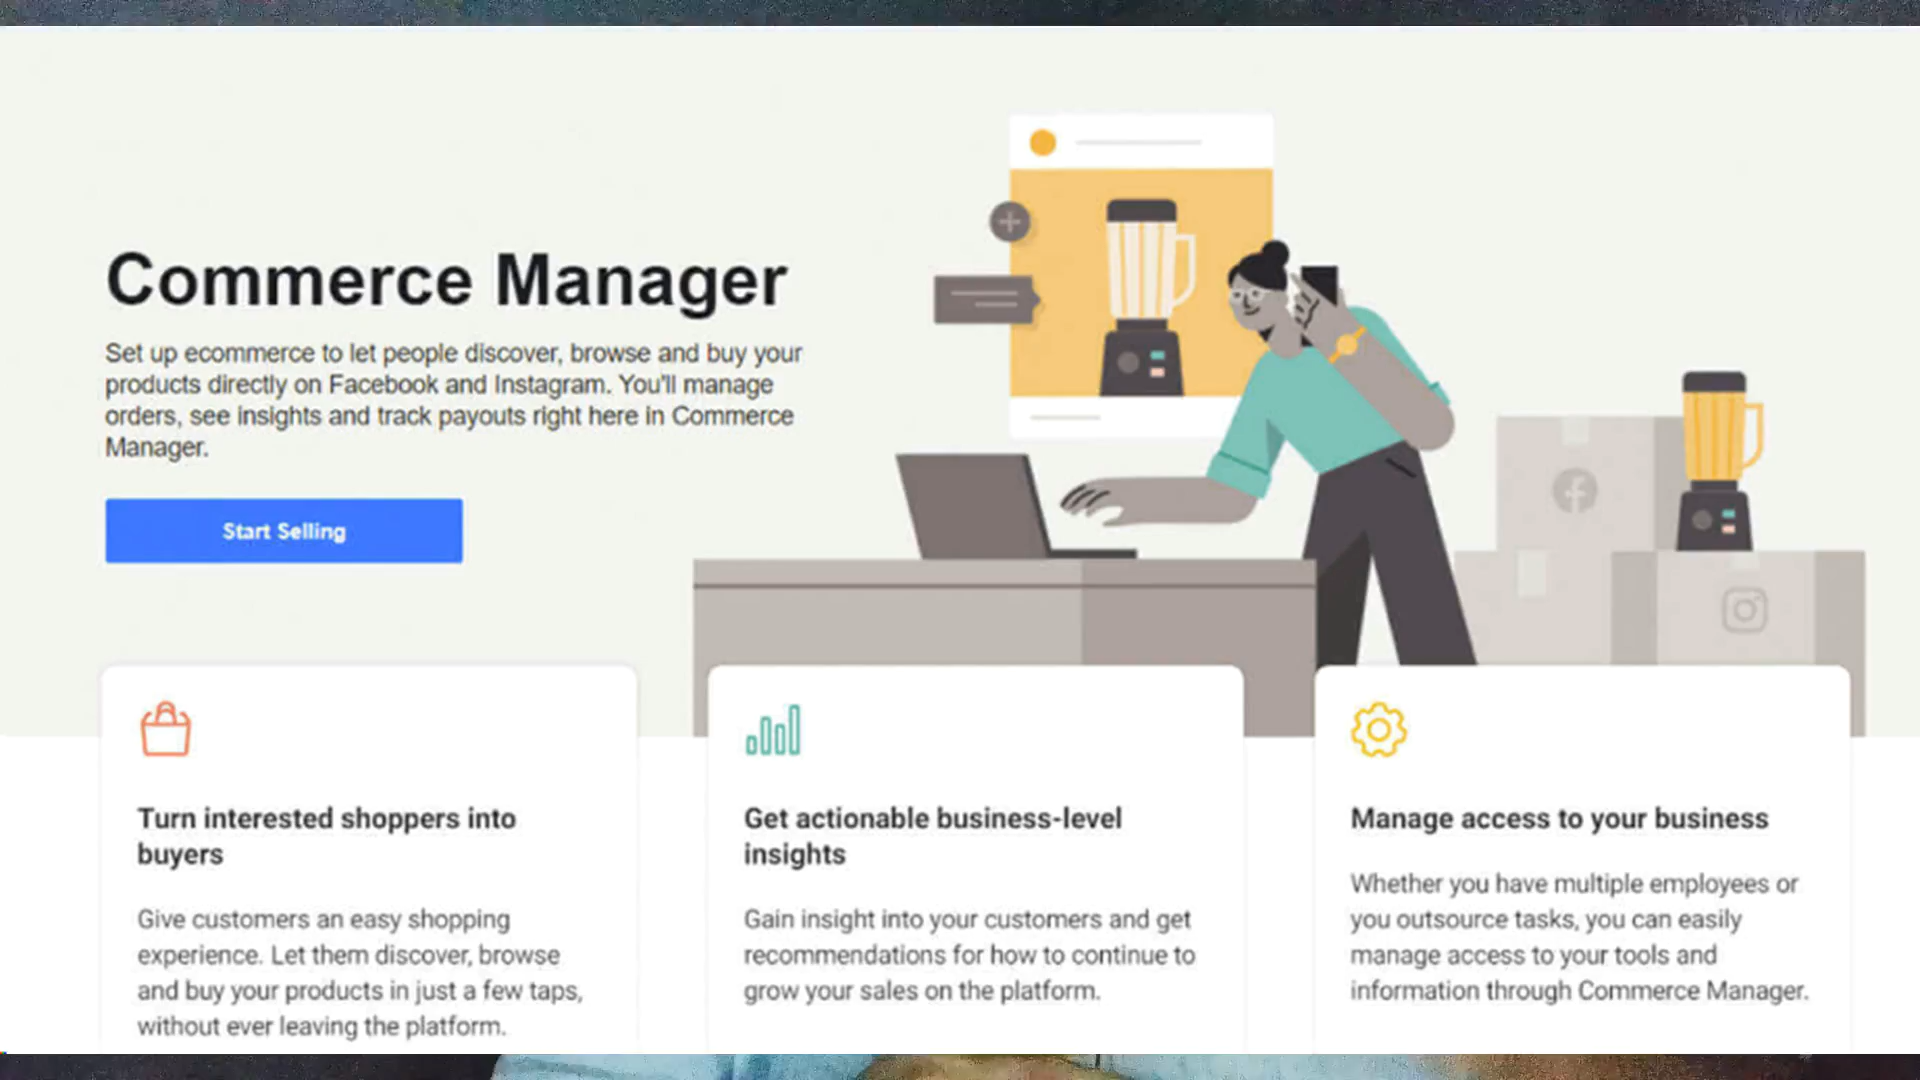 Commerce Manager
Set up ecommerce to let people discover, browse and buy your
products directly on Facebook and Instagram. You'll manage
orders, see insights and track payouts right here in Commerce
Manager.
Start Selling
Turn interested shoppers into
buyers
Give customers an easy shopping
experience. Let them discover, browse
and buy your products in just a few taps,
without ever leaving the platform.
Get actionable business-level
insights
Gain insight into your customers and get
recommendations for how to continue to
grow your sales on the platform.
Manage access to your business
Whether you have multiple employees or
you outsource tasks, you can easily
manage access to your tools and
information through Commerce Manager.